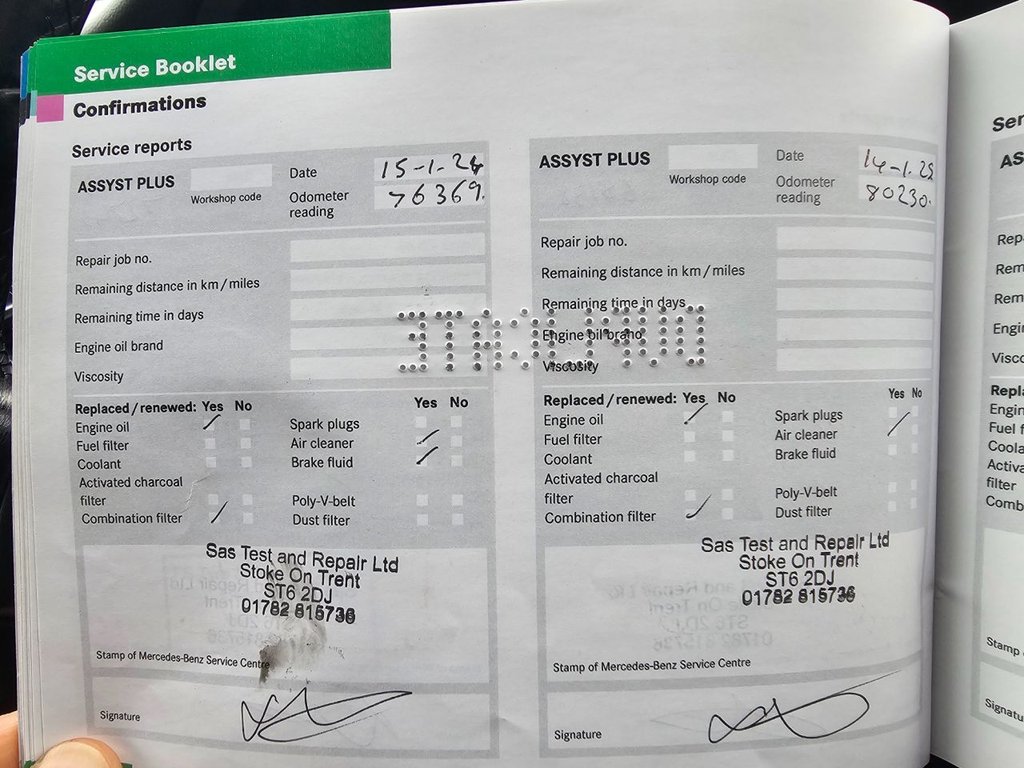 Service Booklet
Confirmations
Service reports
ASSYST PLUS
Workshop code
Date 15-1.24
Odometer reading 76369.
Repair job no.
Remaining distance in km/miles
Remaining time in days
Engine oil brand
Viscosity
Replaced/renewed: Yes No Yes No
Engine oil Spark plugs
Fuel filter Air cleaner
Coolant Brake fluid
Activated charcoal
filter Poly-V-belt
Combination filter Dust filter
Sas Test and Repair Ltd
Stoke On Trent
ST6 2DJ
01782 815736
Stamp of Mercedes-Benz Service Centre
Signature
ASSYST PLUS
Workshop code
Date 14-1.25
Odometer reading 80230.
Repair job no.
Remaining distance in km/miles
Remaining time in days
Engine oil brand
Viscosity
Replaced/renewed: Yes No Yes No
Engine oil Spark plugs
Fuel filter Air cleaner
Coolant Brake fluid
Activated charcoal
filter Poly-V-belt
Combination filter Dust filter
Sas Test and Repair Ltd
Stoke On Trent
ST6 2DJ
01782 815736
Stamp of Mercedes-Benz Service Centre
Signature